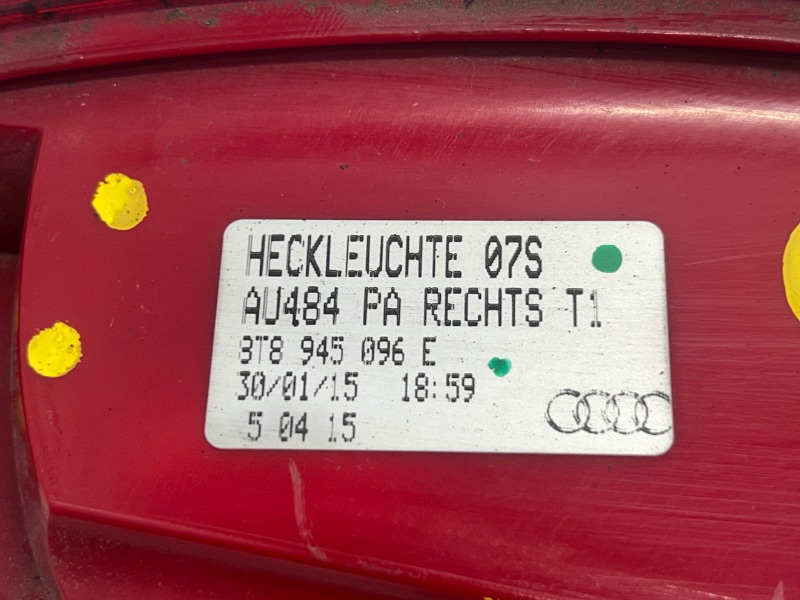 HECKLEUCHTE 07S
AU484 PA RECHTS T1
8T8 945 096 E
30/01/15 18:59
5 04 15